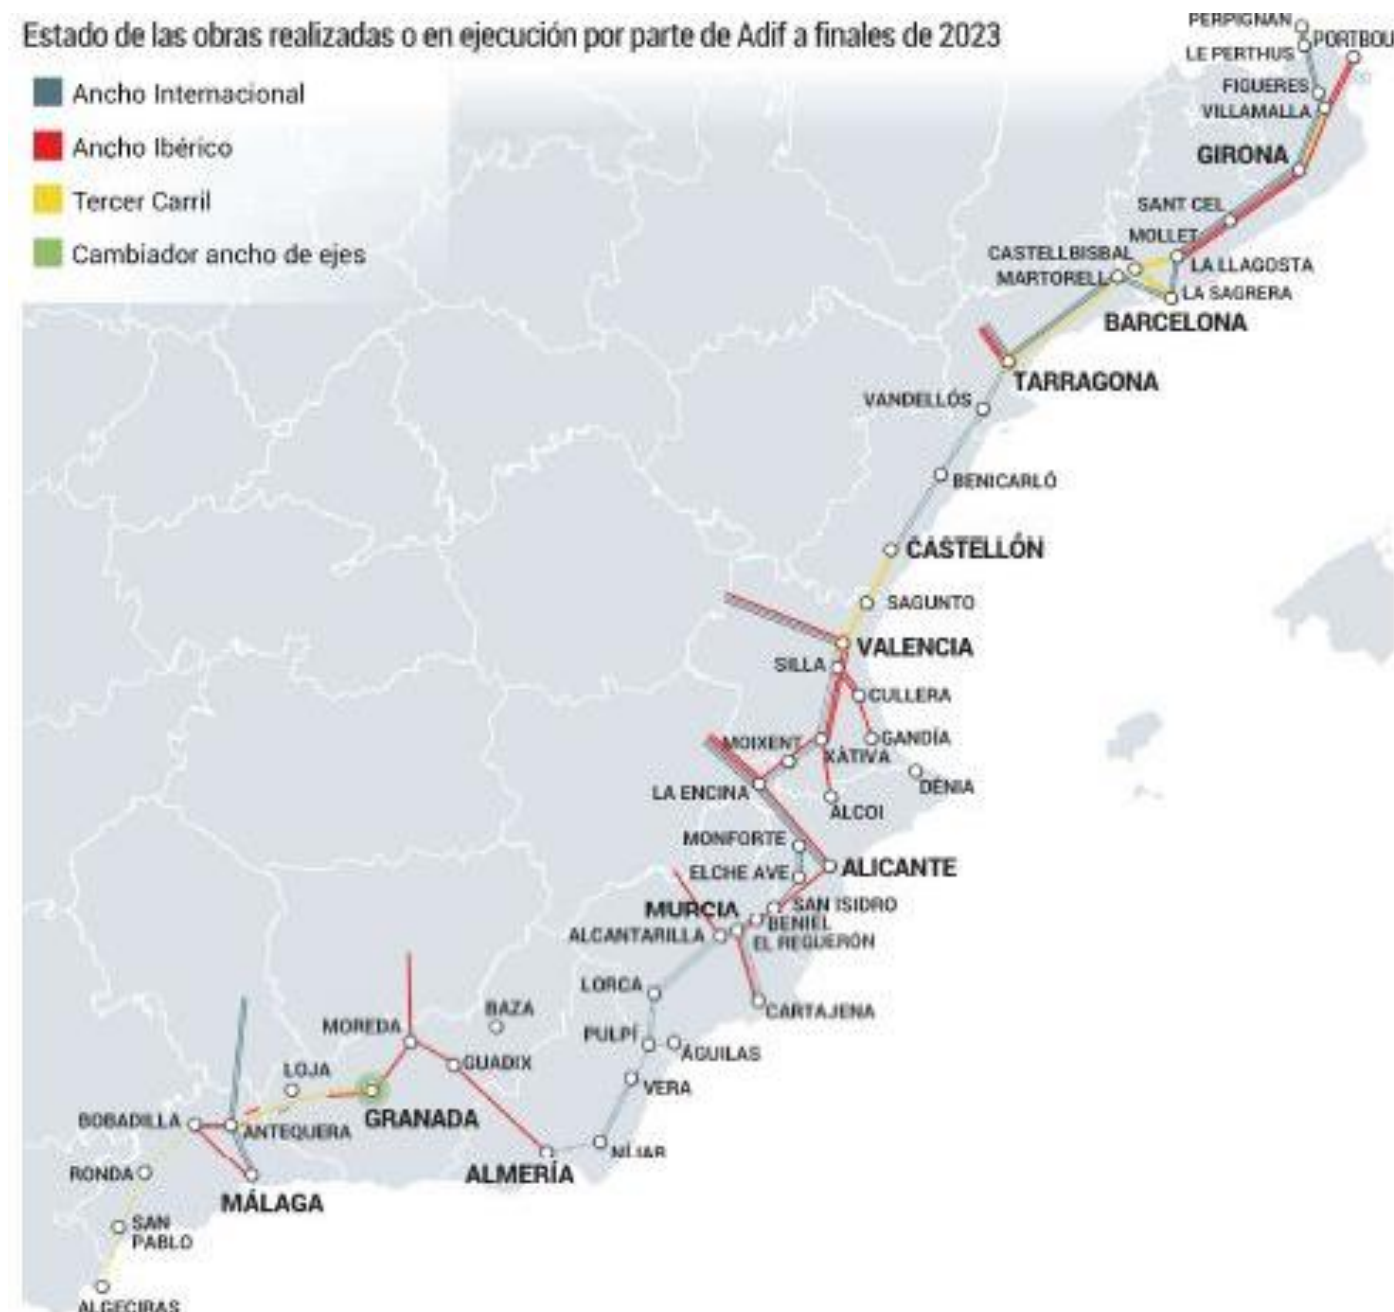 Estado de las obras realizadas o en ejecución por parte de Adif a finales de 2023
Ancho Internacional
Ancho Ibérico
Tercer Carril
Cambiador ancho de ejes
PERPIGNAN
PORTBOU
LE PERTHUS
FIGUERES
VILLAMALLA
GIRONA
SANT CEL
MOLLET
CASTELLBISBAL
LA LLAGOSTA
MARTORELL
LA SAGRERA
BARCELONA
TARRAGONA
VANDELLÓS
BENICARLÓ
CASTELLÓN
SAGUNTO
VALENCIA
SILLA
CULLERA
GANDÍA
MOIXENT
XÀTIVA
DÉNIA
LA ENCINA
ALCOI
MONFORTE
ALICANTE
ELCHE AVE
SAN ISIDRO
MURCIA
BENIEL
ALCANTARILLA
EL REGUERÓN
LORCA
CARTAJENA
BAZA
MOREDA
PULPÍ
ÁGUILAS
GUADIX
LOJA
VERA
GRANADA
BOBADILLA
ANTEQUERA
NÍJAR
ALMERÍA
RONDA
MÁLAGA
SAN
PABLO
ALGECIRAS